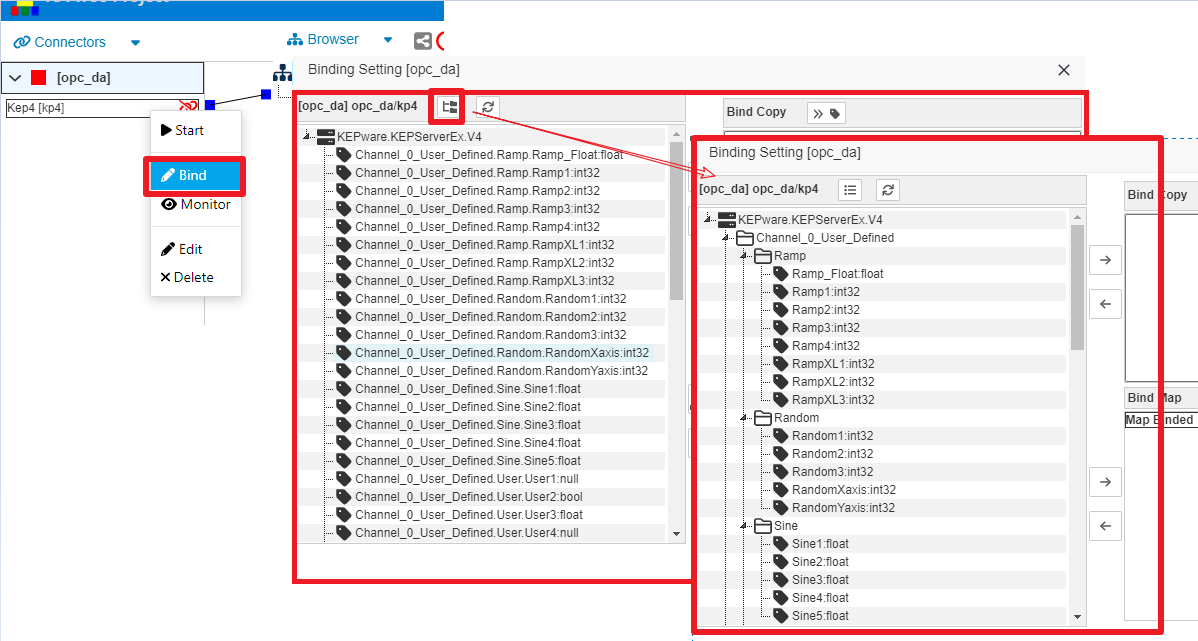 Connectors
Browser
[opc_da]
Kep4 [kp4]
Start
Bind
Monitor
Edit
Delete
Binding Setting [opc_da]
[opc_da] opc_da/kp4
KEPware.KEPServerEx.V4
Channel_0_User_Defined.Ramp.Ramp_Float:float
Channel_0_User_Defined.Ramp.Ramp1:int32
Channel_0_User_Defined.Ramp.Ramp2:int32
Channel_0_User_Defined.Ramp.Ramp3:int32
Channel_0_User_Defined.Ramp.Ramp4:int32
Channel_0_User_Defined.Ramp.RampXL1:int32
Channel_0_User_Defined.Ramp.RampXL2:int32
Channel_0_User_Defined.Ramp.RampXL3:int32
Channel_0_User_Defined.Random.Random1:int32
Channel_0_User_Defined.Random.Random2:int32
Channel_0_User_Defined.Random.Random3:int32
Channel_0_User_Defined.Random.RandomXaxis:int32
Channel_0_User_Defined.Random.RandomYaxis:int32
Channel_0_User_Defined.Sine.Sine1:float
Channel_0_User_Defined.Sine.Sine2:float
Channel_0_User_Defined.Sine.Sine3:float
Channel_0_User_Defined.Sine.Sine4:float
Channel_0_User_Defined.Sine.Sine5:float
Channel_0_User_Defined.User.User1:null
Channel_0_User_Defined.User.User2:bool
Channel_0_User_Defined.User.User3:float
Channel_0_User_Defined.User.User4:null
Bind Copy
Binding Setting [opc_da]
[opc_da] opc_da/kp4
KEPware.KEPServerEx.V4
Channel_0_User_Defined
Ramp
Ramp_Float:float
Ramp1:int32
Ramp2:int32
Ramp3:int32
Ramp4:int32
RampXL1:int32
RampXL2:int32
RampXL3:int32
Random
Random1:int32
Random2:int32
Random3:int32
RandomXaxis:int32
RandomYaxis:int32
Sine
Sine1:float
Sine2:float
Sine3:float
Sine4:float
Sine5:float
Bind Copy
Bind Map
Map Binded